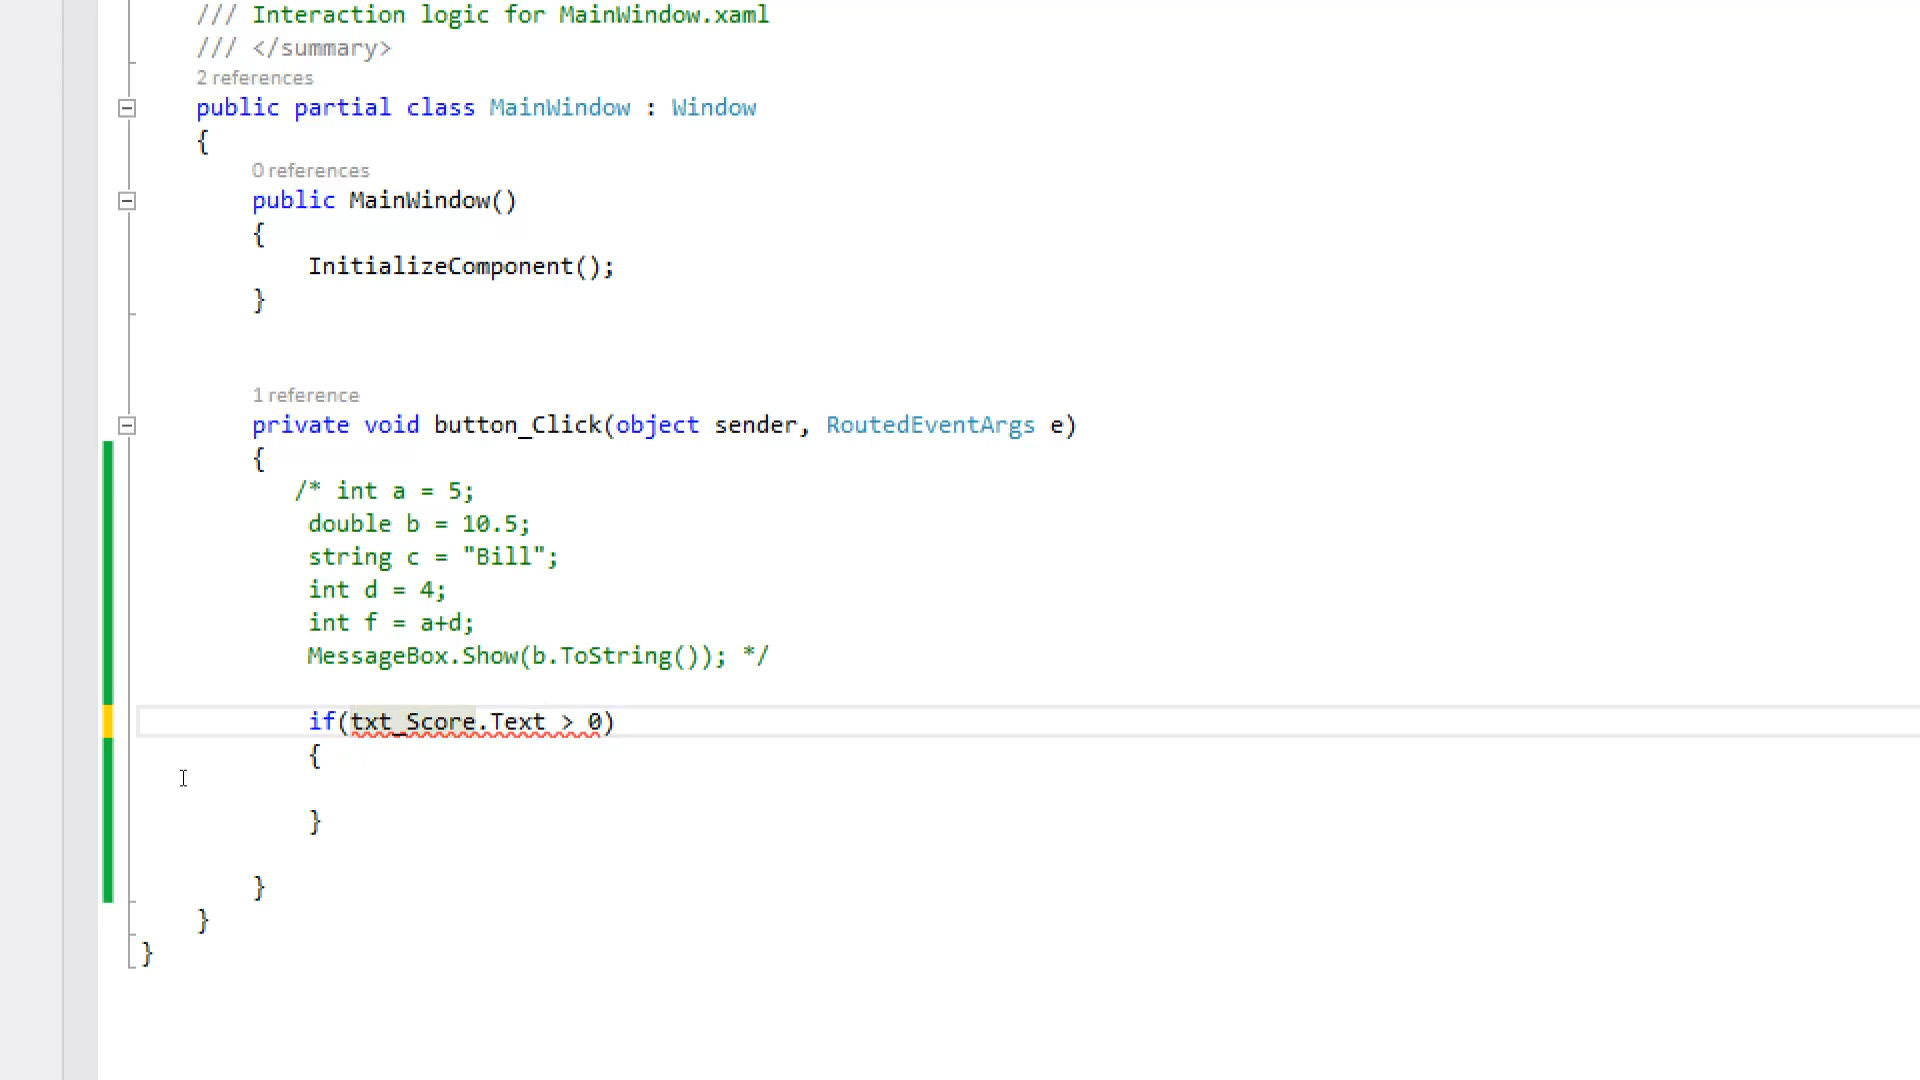 /// Interaction logic for MainWindow.xaml
/// </summary>
2 references
public partial class MainWindow : Window
{
0 references
public MainWindow()
{
InitializeComponent();
}
1 reference
private void button_Click(object sender, RoutedEventArgs e)
{
/* int a = 5;
double b = 10.5;
string c = "Bill";
int d = 4;
int f = a+d;
MessageBox.Show(b.ToString()); */
if(txt_Score.Text > 0)
{
}
}
}
}